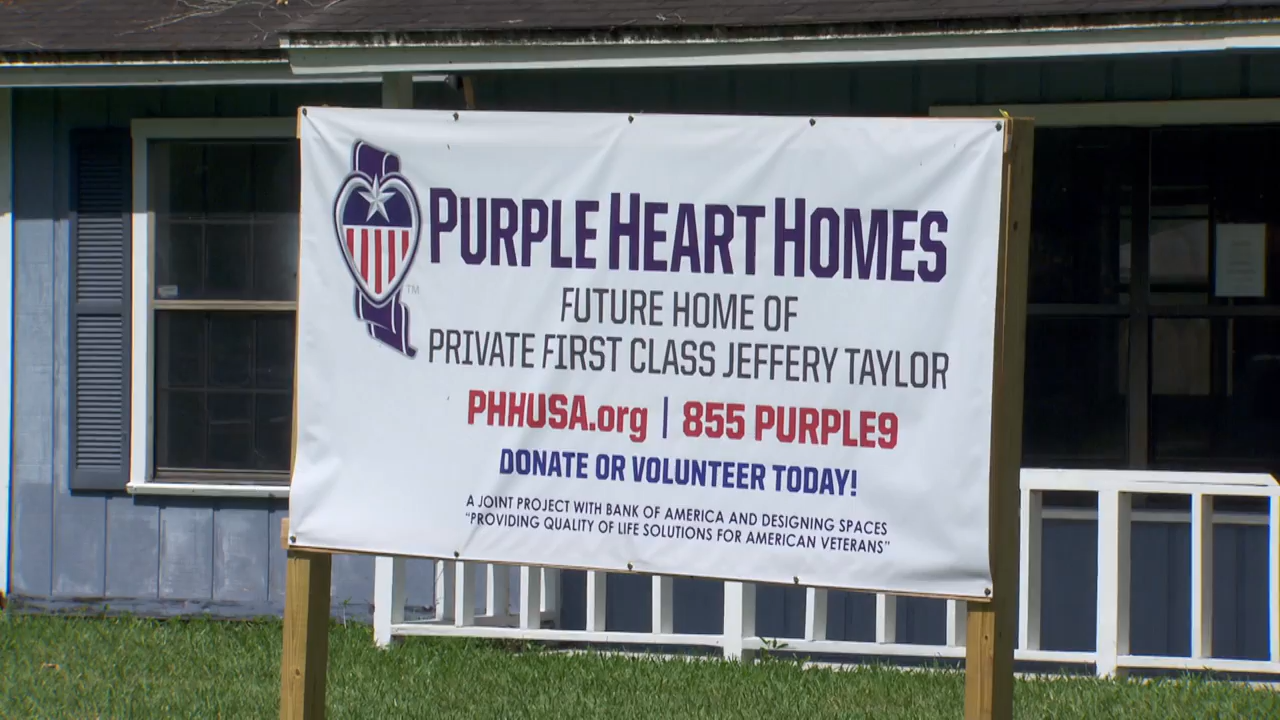 PURPLE HEART HOMES
TM
FUTURE HOME OF
PRIVATE FIRST CLASS JEFFERY TAYLOR
PHHUSA.org | 855 PURPLE9
DONATE OR VOLUNTEER TODAY!
A JOINT PROJECT WITH BANK OF AMERICA AND DESIGNING SPACES
"PROVIDING QUALITY OF LIFE SOLUTIONS FOR AMERICAN VETERANS"